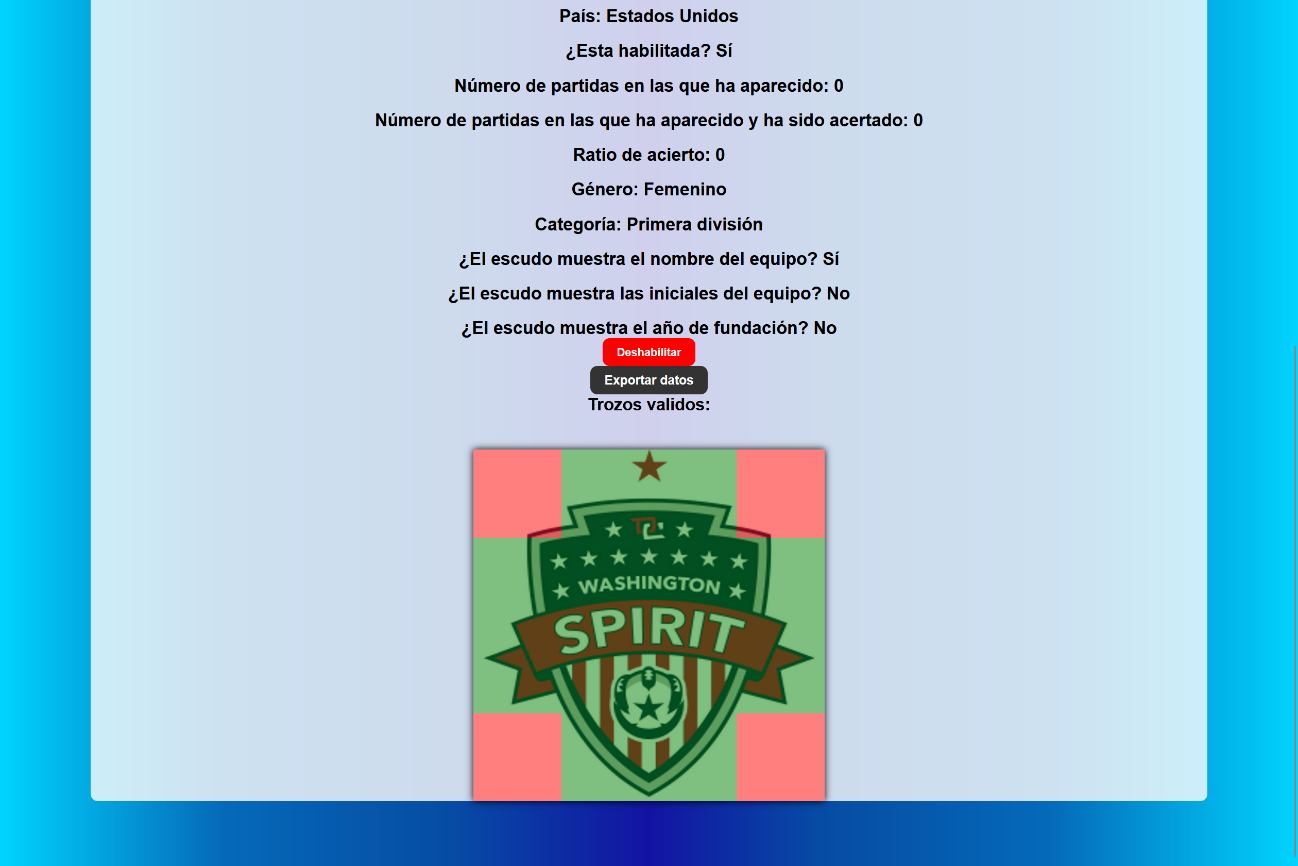 País: Estados Unidos
¿Esta habilitada? Sí
Número de partidas en las que ha aparecido: 0
Número de partidas en las que ha aparecido y ha sido acertado: 0
Ratio de acierto: 0
Género: Femenino
Categoría: Primera división
¿El escudo muestra el nombre del equipo? Sí
¿El escudo muestra las iniciales del equipo? No
¿El escudo muestra el año de fundación? No
Deshabilitar
Exportar datos
Trozos validos:
DC
WASHINGTON
SPIRIT